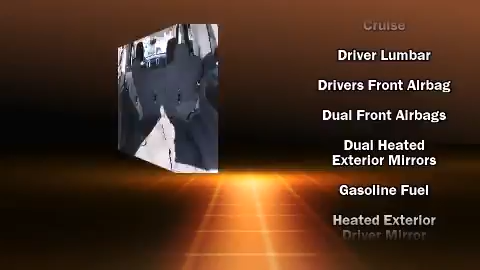 Cruise
Driver Lumbar
Drivers Front Airbag
Dual Front Airbags
Dual Heated
Exterior Mirrors
Gasoline Fuel
Heated Exterior
Driver Mirror